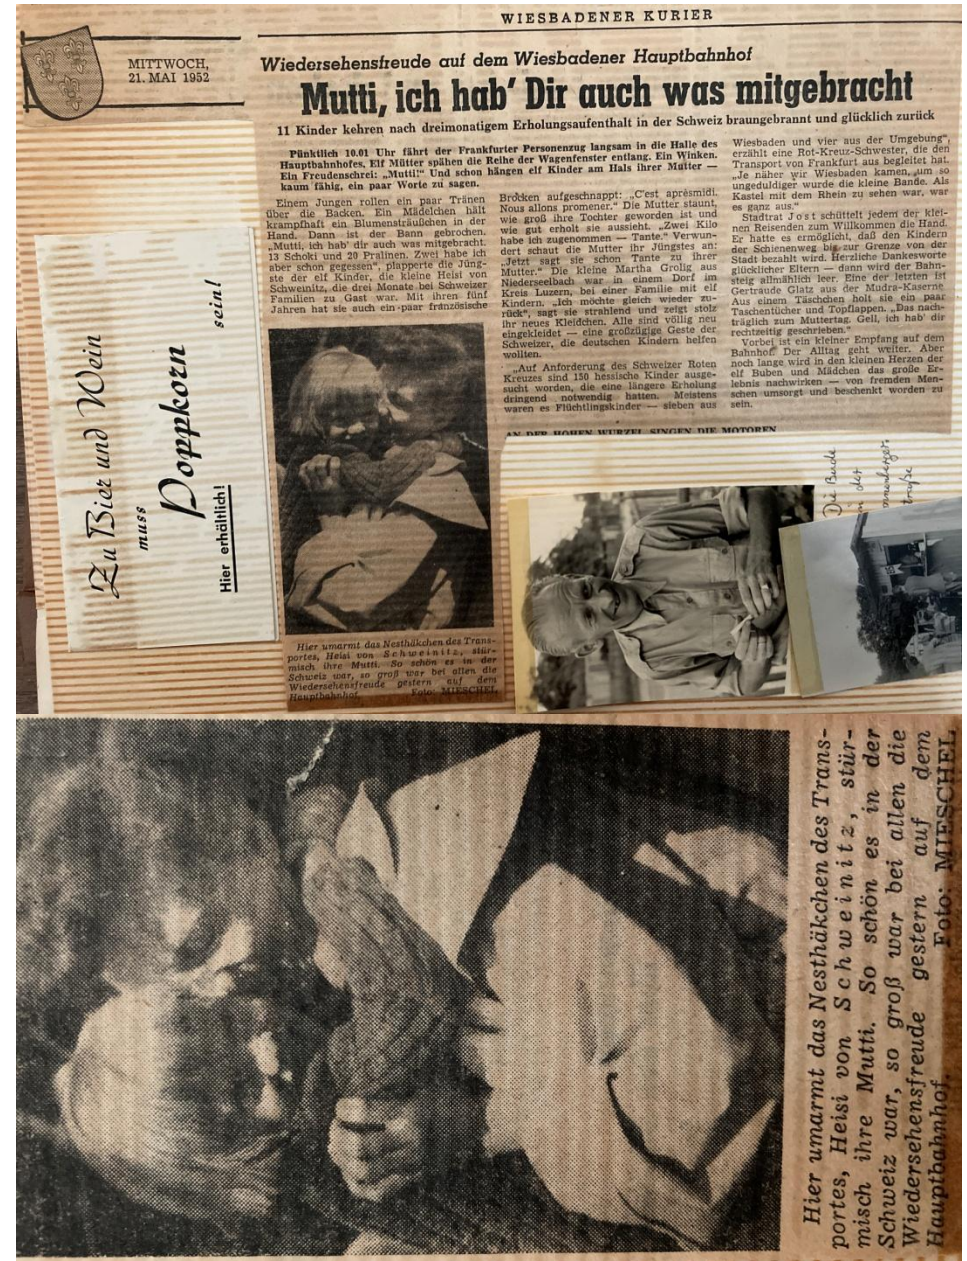 WIESBADENER KURIER
MITTWOCH,
21. MAI 1952
Wiedersehensfreude auf dem Wiesbadener Hauptbahnhof
Mutti, ich hab' Dir auch was mitgebracht
11 Kinder kehren nach dreimonatigem Erholungsaufenthalt in der Schweiz braungebrannt und glücklich zurück
Pünktlich 10.01 Uhr fährt der Frankfurter Personenzug langsam in die Halle des
Hauptbahnhofes. Elf Mütter spähen die Reihe der Wagenfenster entlang. Ein Winken.
Ein Freudenschrei: „Mutti!“ Und schon hängen elf Kinder am Hals ihrer Mutter —
kaum fähig, ein paar Worte zu sagen.
Einem Jungen rollen ein paar Tränen
über die Backen. Ein Mädelchen hält
krampfhaft ein Blumensträußchen in der
Hand. Dann ist der Bann gebrochen.
„Mutti, ich hab' dir auch was mitgebracht.
13 Schoki und 20 Pralinen. Zwei habe ich
aber schon gegessen“, plapperte die Jüng-
ste der elf Kinder, die kleine Heisi von
Schweinitz, die drei Monate bei Schweizer
Familien zu Gast war. Mit ihren fünf
Jahren hat sie auch ein paar französische
Brocken aufgeschnappt: „C'est aprèsmidi.
Nous allons promener.“ Die Mutter staunt,
wie groß ihre Tochter geworden ist und
wie gut erholt sie aussieht. „Zwei Kilo
habe ich zugenommen — Tante.“ Verwun-
dert schaut die Mutter ihr Jüngstes an:
„Jetzt sagt sie schon Tante zu ihrer
Mutter.“ Die kleine Martha Grolig aus
Niederseelbach war in einem Dorf im
Kreis Luzern, bei einer Familie mit elf
Kindern. „Ich möchte gleich wieder zu-
rück“, sagt sie strahlend und zeigt stolz
ihr neues Kleidchen. Alle sind völlig neu
eingekleidet — eine großzügige Geste der
Schweizer, die deutschen Kindern helfen
wollten.
„Auf Anforderung des Schweizer Roten
Kreuzes sind 150 hessische Kinder ausge-
sucht worden, die eine längere Erholung
dringend notwendig hatten. Meistens
waren es Flüchtlingskinder — sieben aus
Wiesbaden und vier aus der Umgebung“,
erzählt eine Rot-Kreuz-Schwester, die den
Transport von Frankfurt aus begleitet hat.
„Je näher wir Wiesbaden kamen, um so
ungeduldiger wurde die kleine Bande. Als
Kastel mit dem Rhein zu sehen war, war
es ganz aus.“
Stadtrat Jost schüttelt jedem der klei-
nen Reisenden zum Willkommen die Hand.
Er hatte es ermöglicht, daß den Kindern
der Schienenweg bis zur Grenze von der
Stadt bezahlt wird. Herzliche Dankesworte
glücklicher Eltern — dann wird der Bahn-
steig allmählich leer. Eine der letzten ist
Gertraude Glatz aus der Mudra-Kaserne
Aus einem Täschchen holt sie ein paar
Taschentücher und Topflappen. „Das nach-
träglich zum Muttertag. Gell, ich hab' dir
rechtzeitig geschrieben.“
Vorbei ist ein kleiner Empfang auf dem
Bahnhof. Der Alltag geht weiter. Aber
noch lange wird in den kleinen Herzen der
elf Buben und Mädchen das große Er-
lebnis nachwirken — von fremden Men-
schen umsorgt und beschenkt worden zu
sein.
AN DER HOHEN WURZEL SINGEN DIE MOTOREN
Zu Bier und Wein
muss
Poppkorn
sein!
Hier erhältlich!
Hier umarmt das Nesthäkchen des Trans-
portes, Heisi von Schweinitz, stür-
misch ihre Mutti. So schön es in der
Schweiz war, so groß war bei allen die
Wiedersehensfreude gestern auf dem
Hauptbahnhof. Foto: MIESCHEL
Die Bude
in der
Hier umarmt das Nesthäkchen des Trans-
portes, Heisi von Schweinitz, stür-
misch ihre Mutti. So schön es in der
Schweiz war, so groß war bei allen die
Wiedersehensfreude gestern auf dem
Hauptbahnhof. Foto: MIESCHEL